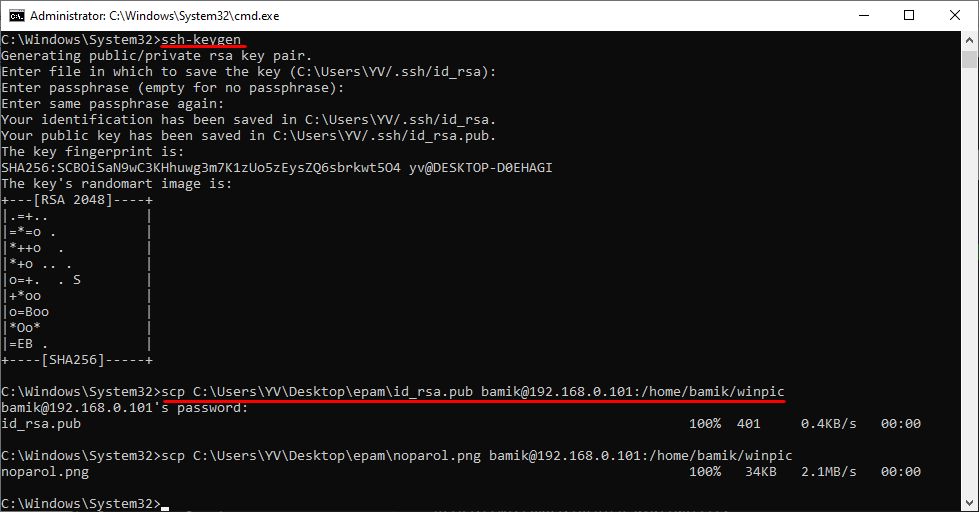 Administrator: C:\Windows\System32\cmd.exe
C:\Windows\System32>ssh-keygen
Generating public/private rsa key pair.
Enter file in which to save the key (C:\Users\YV/.ssh/id_rsa):
Enter passphrase (empty for no passphrase):
Enter same passphrase again:
Your identification has been saved in C:\Users\YV/.ssh/id_rsa.
Your public key has been saved in C:\Users\YV/.ssh/id_rsa.pub.
The key fingerprint is:
SHA256:SCBOiSaN9wC3KHhuwg3m7K1zUo5zEysZQ6sbrkwt5O4 yv@DESKTOP-D0EHAGI
The key's randomart image is:
+---[RSA 2048]----+
|.=+..            |
|=*=o .           |
|*++o  .          |
|*+o .. .         |
|o=+.  . S        |
|+*oo             |
|o=Boo            |
|*Oo*             |
|=EB .            |
+----[SHA256]-----+
C:\Windows\System32>scp C:\Users\YV\Desktop\epam\id_rsa.pub bamik@192.168.0.101:/home/bamik/winpic
bamik@192.168.0.101's password:
id_rsa.pub 100% 401 0.4KB/s 00:00
C:\Windows\System32>scp C:\Users\YV\Desktop\epam\noparol.png bamik@192.168.0.101:/home/bamik/winpic
noparol.png 100% 34KB 2.1MB/s 00:00
C:\Windows\System32>